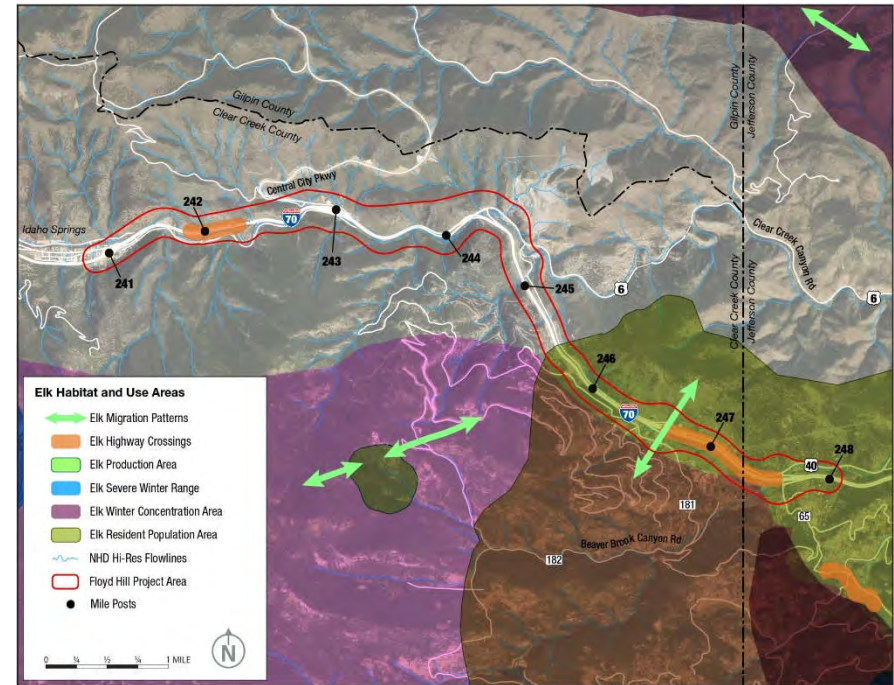 Gilpin County
Clear Creek County
Gilpin County
Jefferson County
Central City Pkwy
242
Idaho Springs
INTERSTATE
70
241
243
244
245
6
Clear Creek Canyon Rd
6
Clear Creek County
Jefferson County
246
INTERSTATE
70
247
248
40
181
65
Beaver Brook Canyon Rd
182
Elk Habitat and Use Areas
Elk Migration Patterns
Elk Highway Crossings
Elk Production Area
Elk Severe Winter Range
Elk Winter Concentration Area
Elk Resident Population Area
NHD Hi-Res Flowlines
Floyd Hill Project Area
Mile Posts
0 ¼ ½ ¾ 1 MILE
N